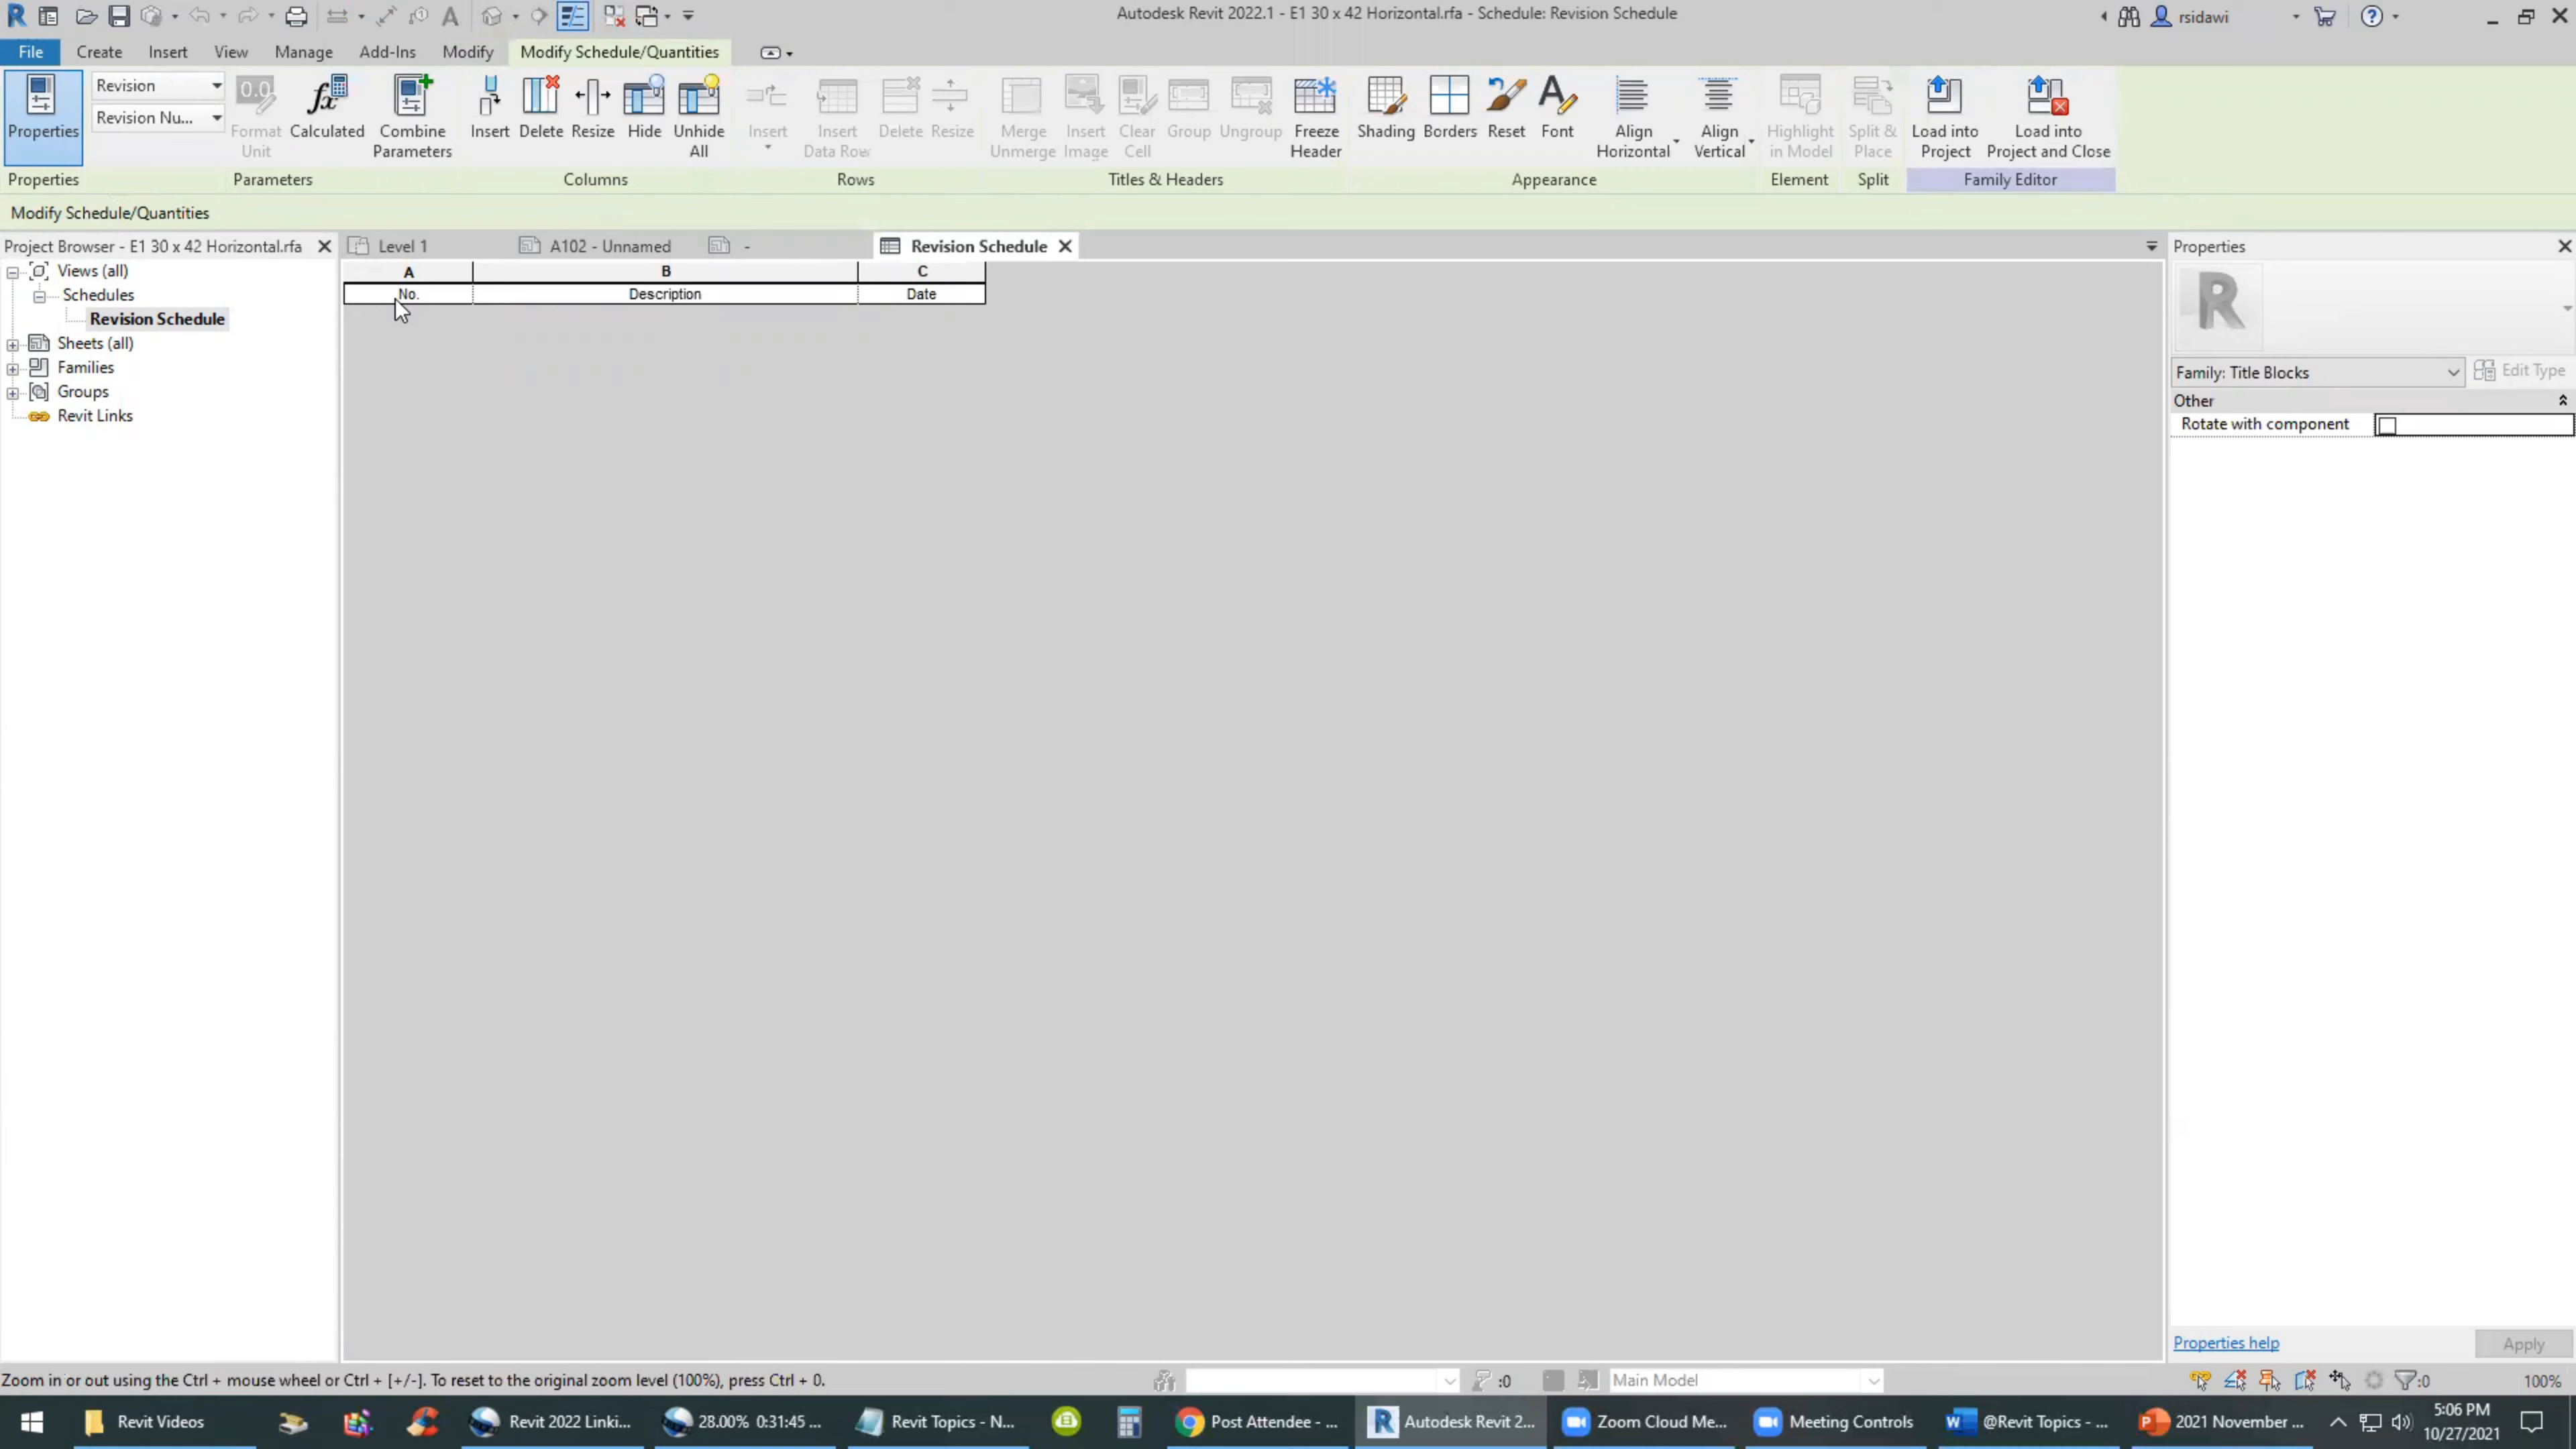 Autodesk Revit 2022.1 - E1 30 x 42 Horizontal.rfa - Schedule: Revision Schedule
rsidawi
File Create Insert View Manage Add-Ins Modify Modify Schedule/Quantities
Revision
Revision Nu...
Properties
Format Unit
Calculated
Combine Parameters
Insert
Delete
Resize
Hide
Unhide All
Insert
Insert Data Row
Delete
Resize
Merge Unmerge
Insert Image
Clear Cell
Group
Ungroup
Freeze Header
Shading
Borders
Reset
Font
Align Horizontal
Align Vertical
Highlight in Model
Split & Place
Load into Project
Load into Project and Close
Properties Parameters Columns Rows Titles & Headers Appearance Element Split Family Editor
Modify Schedule/Quantities
Project Browser - E1 30 x 42 Horizontal.rfa
Level 1
A102 - Unnamed
-
Revision Schedule
Properties
Views (all)
Schedules
Revision Schedule
Sheets (all)
Families
Groups
Revit Links
A B C
No. Description Date
R
Family: Title Blocks
Edit Type
Other
Rotate with component
Properties help
Apply
Zoom in or out using the Ctrl + mouse wheel or Ctrl + [+/-]. To reset to the original zoom level (100%), press Ctrl + 0.
:0
Main Model
:0
100%
Revit Videos
Revit 2022 Linki...
28.00% 0:31:45 ...
Revit Topics - N...
Post Attendee - ...
Autodesk Revit 2...
Zoom Cloud Me...
Meeting Controls
@Revit Topics - ...
2021 November ...
5:06 PM
10/27/2021